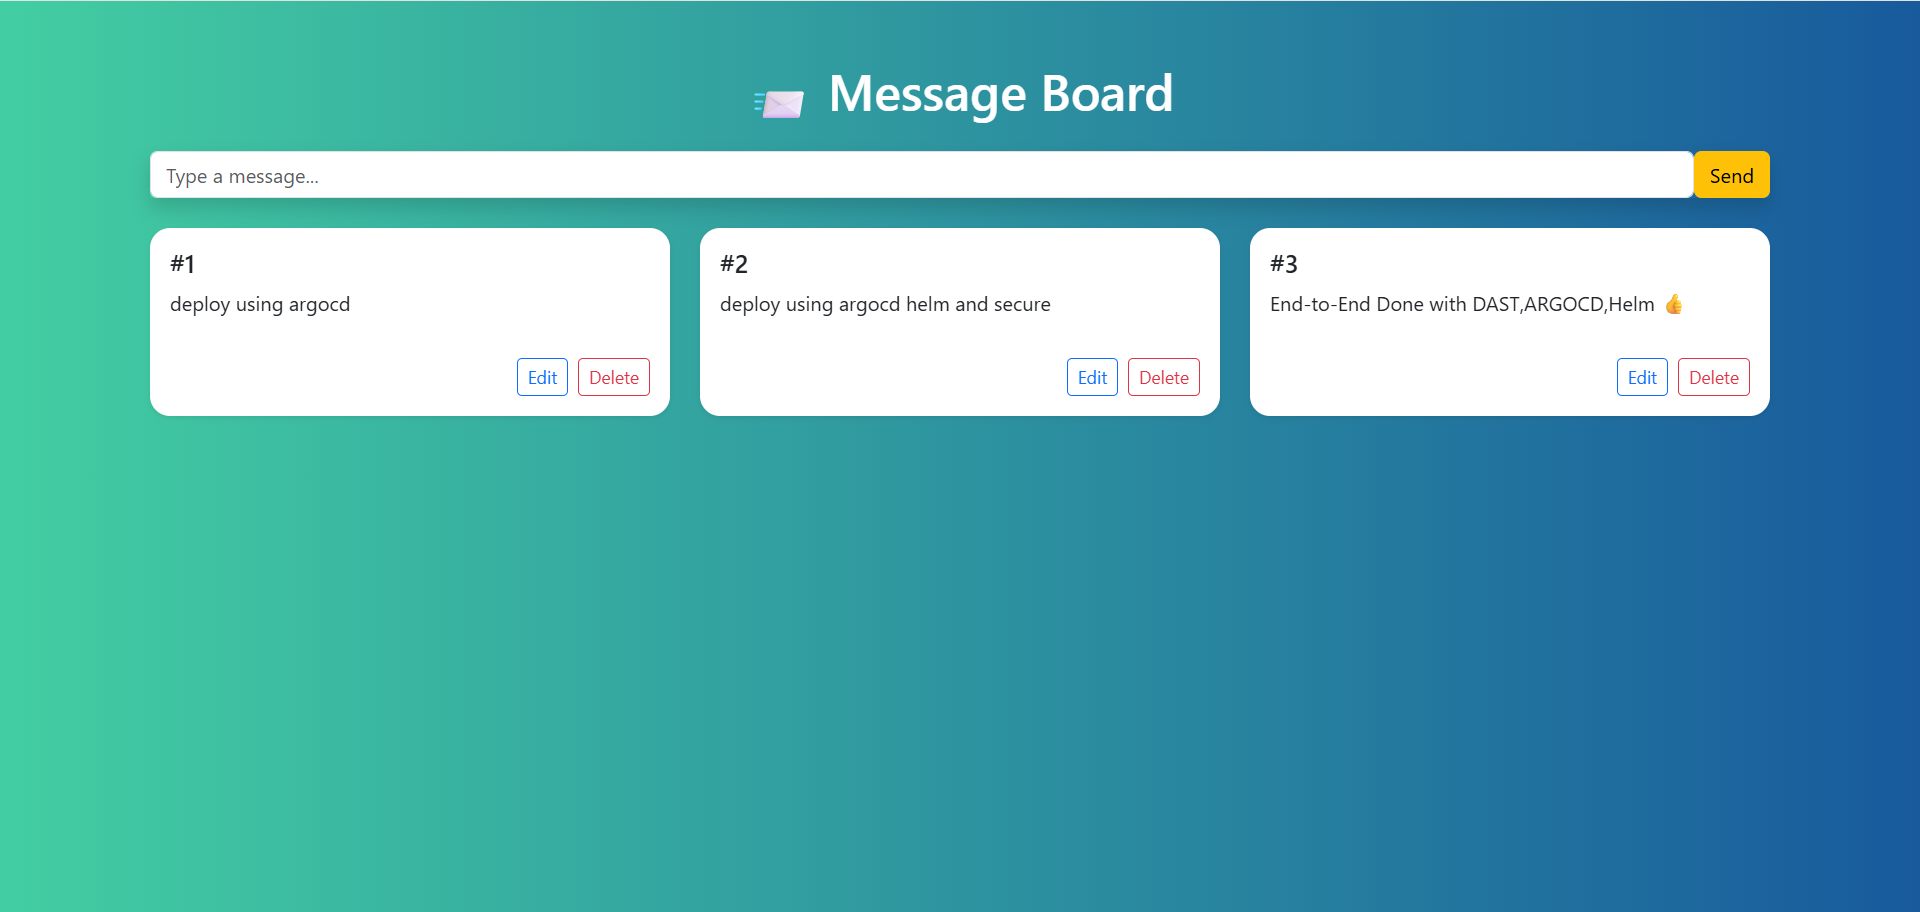 📨 Message Board
Type a message...
Send
#1
deploy using argocd
Edit
Delete
#2
deploy using argocd helm and secure
Edit
Delete
#3
End-to-End Done with DAST,ARGOCD,Helm 👍
Edit
Delete